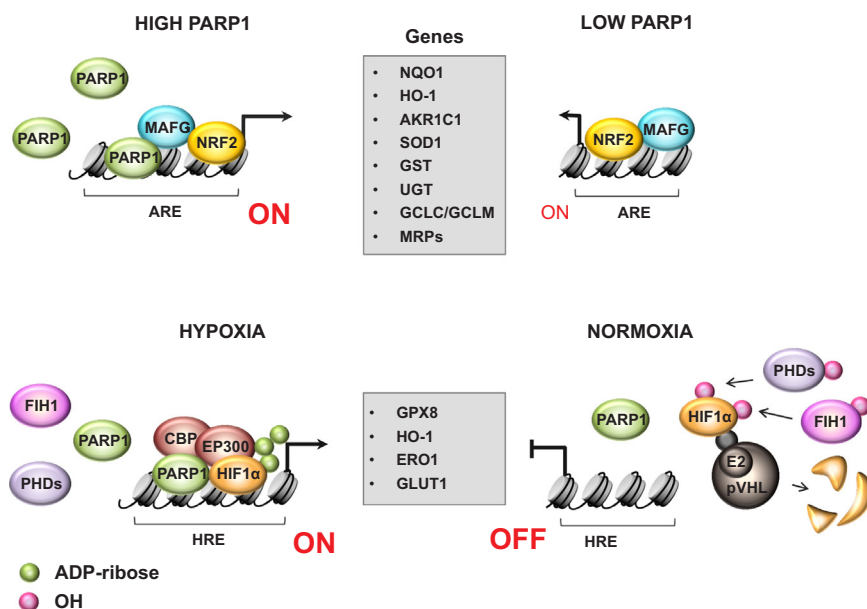 HIGH PARP1
PARP1
PARP1
MAFG
PARP1
NRF2
ARE
ON
Genes
• NQO1
• HO-1
• AKR1C1
• SOD1
• GST
• UGT
• GCLC/GCLM
• MRPs
LOW PARP1
NRF2
MAFG
ON
ARE
HYPOXIA
FIH1
PARP1
PHDs
CBP
EP300
PARP1
HIF1α
HRE
ON
• GPX8
• HO-1
• ERO1
• GLUT1
NORMOXIA
PARP1
PHDs
HIF1α
FIH1
E2
pVHL
OFF
HRE
ADP-ribose
OH